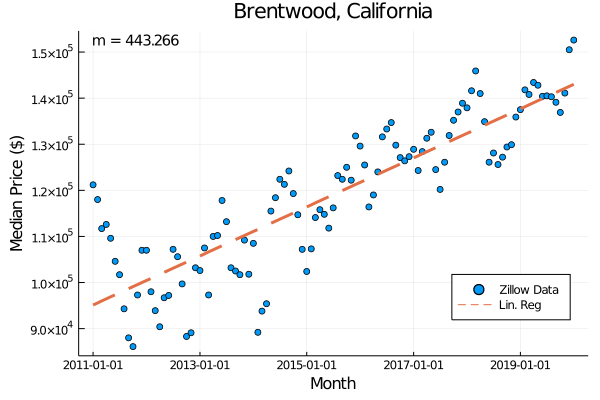 Brentwood, California
m = 443.266
1.5×10⁵
1.4×10⁵
1.3×10⁵
1.2×10⁵
1.1×10⁵
1.0×10⁵
9.0×10⁴
Median Price ($)
Zillow Data
Lin. Reg
2011-01-01 2013-01-01 2015-01-01 2017-01-01 2019-01-01
Month